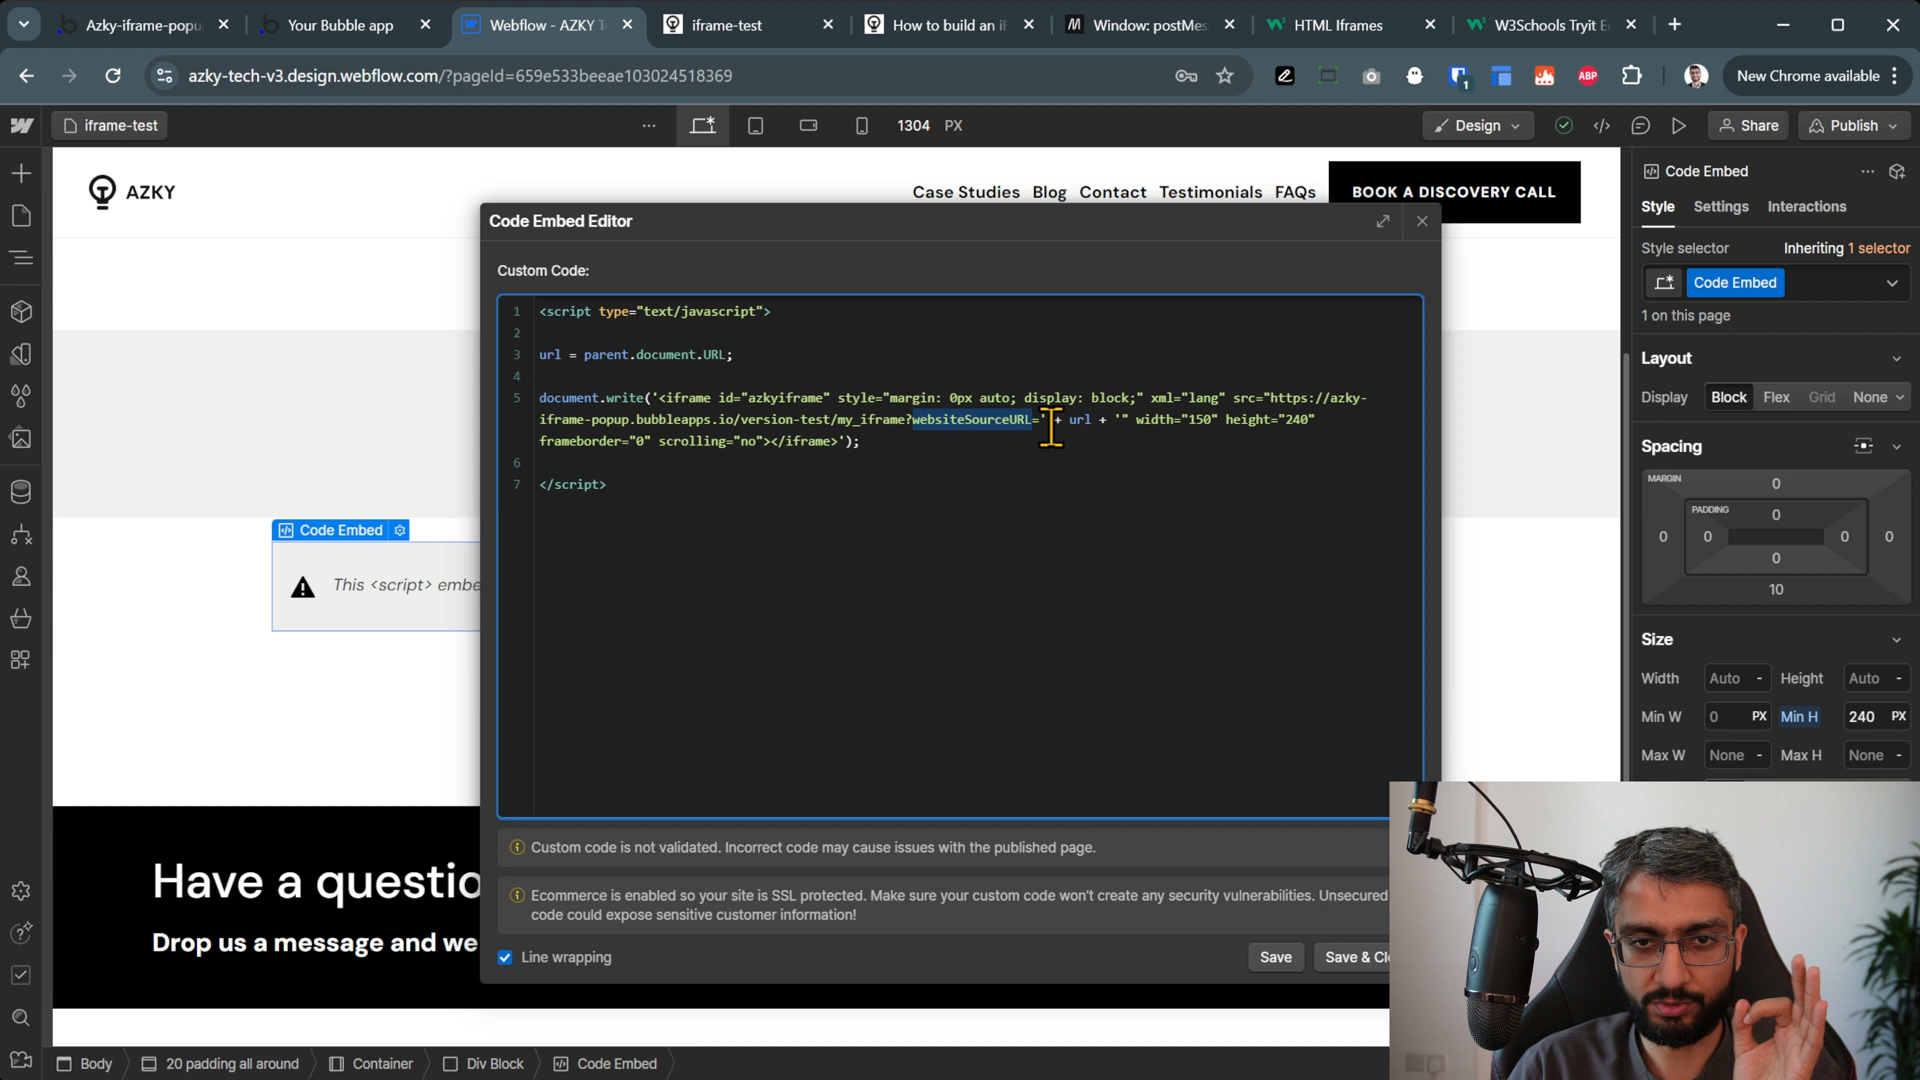 Azky-iframe-popu
Your Bubble app
Webflow - AZKY T
iframe-test
How to build an i
Window: postMes
HTML Iframes
W3Schools Tryit E
azky-tech-v3.design.webflow.com/?pageId=659e533beeae103024518369
1
ABP
New Chrome available
iframe-test
1304 PX
Design
Share
Publish
AZKY
Case Studies Blog Contact Testimonials FAQs
BOOK A DISCOVERY CALL
Code Embed Editor
Custom Code:
1 <script type="text/javascript">
2
3 url = parent.document.URL;
4
5 document.write('<iframe id="azkyiframe" style="margin: 0px auto; display: block;" xml="lang" src="https://azky-
iframe-popup.bubbleapps.io/version-test/my_iframe?websiteSourceURL=' + url + '" width="150" height="240"
frameborder="0" scrolling="no"></iframe>');
6
7 </script>
Code Embed
This <script> embe
Custom code is not validated. Incorrect code may cause issues with the published page.
Ecommerce is enabled so your site is SSL protected. Make sure your custom code won't create any security vulnerabilities. Unsecured
code could expose sensitive customer information!
Line wrapping
Save
Save & Cl
Have a questio
Drop us a message and we
Code Embed
Style Settings Interactions
Style selector
Inheriting 1 selector
Code Embed
1 on this page
Layout
Display Block Flex Grid None
Spacing
MARGIN
0
PADDING
0
0 0 0 0
0
10
Size
Width Auto - Height Auto -
Min W 0 PX Min H 240 PX
Max W None - Max H None -
Body
20 padding all around
Container
Div Block
Code Embed